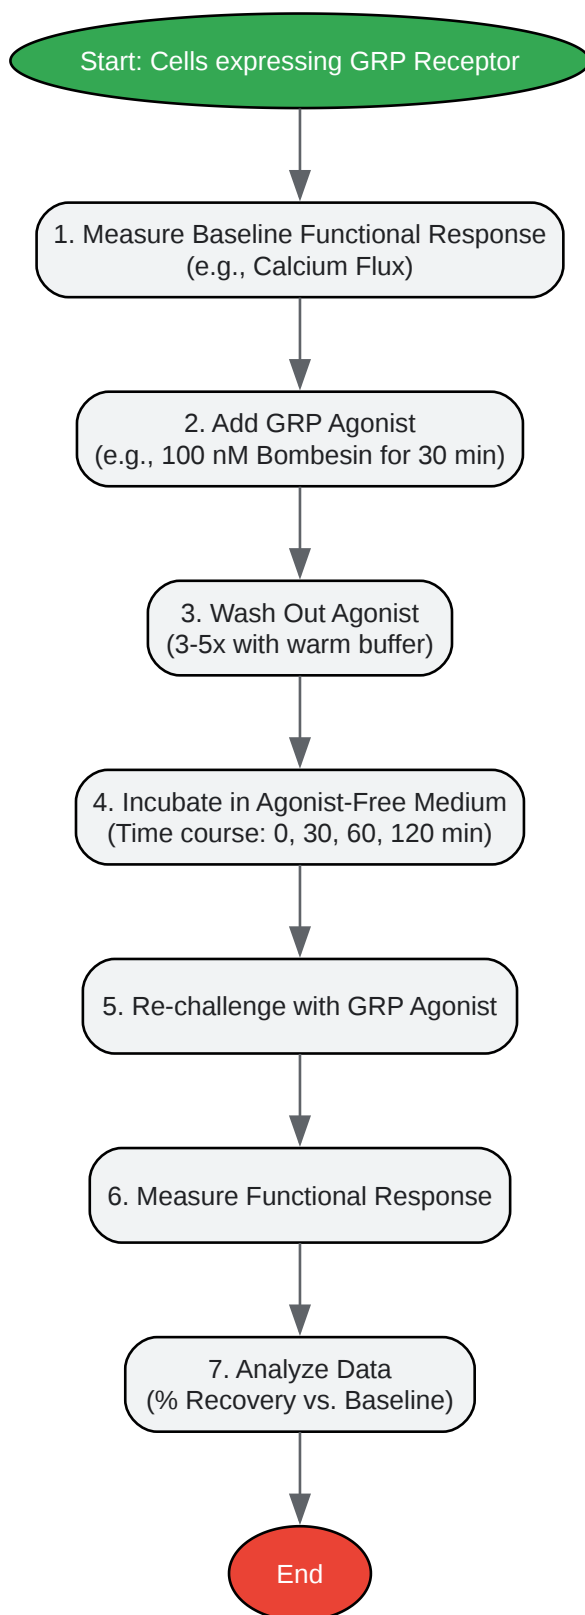 Start: Cells expressing GRP Receptor
1. Measure Baseline Functional Response
(e.g., Calcium Flux)
2. Add GRP Agonist
(e.g., 100 nM Bombesin for 30 min)
3. Wash Out Agonist
(3-5x with warm buffer)
4. Incubate in Agonist-Free Medium
(Time course: 0, 30, 60, 120 min)
5. Re-challenge with GRP Agonist
6. Measure Functional Response
7. Analyze Data
(% Recovery vs. Baseline)
End